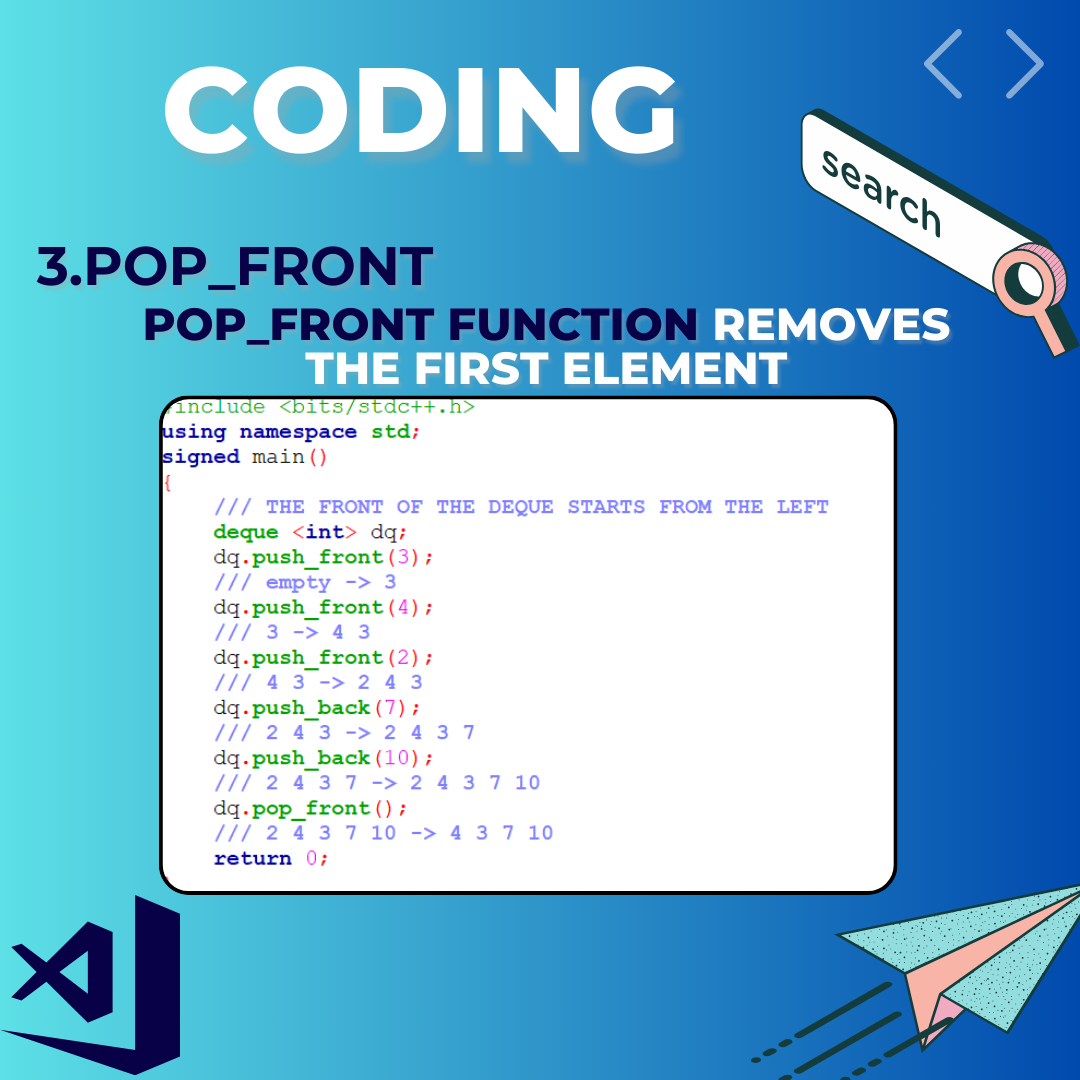 CODING
search
3.POP_FRONT
POP_FRONT FUNCTION REMOVES
THE FIRST ELEMENT
#include <bits/stdc++.h>
using namespace std;
signed main()
{
/// THE FRONT OF THE DEQUE STARTS FROM THE LEFT
deque <int> dq;
dq.push_front(3);
/// empty -> 3
dq.push_front(4);
/// 3 -> 4 3
dq.push_front(2);
/// 4 3 -> 2 4 3
dq.push_back(7);
/// 2 4 3 -> 2 4 3 7
dq.push_back(10);
/// 2 4 3 7 -> 2 4 3 7 10
dq.pop_front();
/// 2 4 3 7 10 -> 4 3 7 10
return 0;